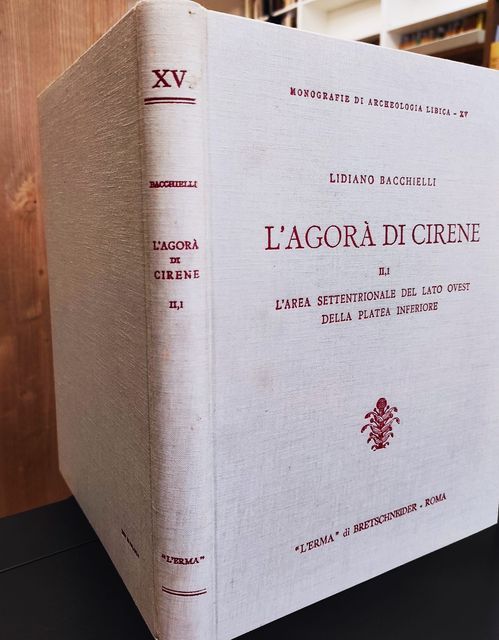 XV
BACCHIELLI
L'AGORÀ
DI
CIRENE
II,1
"L'ERMA"
MONOGRAFIE DI ARCHEOLOGIA LIBICA - XV
LIDIANO BACCHIELLI
L'AGORÀ DI CIRENE
II,1
L'AREA SETTENTRIONALE DEL LATO OVEST
DELLA PLATEA INFERIORE
"L'ERMA" di BRETSCHNEIDER - ROMA